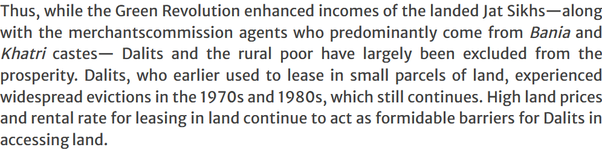 Thus, while the Green Revolution enhanced incomes of the landed Jat Sikhs—along
with the merchantscommission agents who predominantly come from Bania and
Khatri castes— Dalits and the rural poor have largely been excluded from the
prosperity. Dalits, who earlier used to lease in small parcels of land, experienced
widespread evictions in the 1970s and 1980s, which still continues. High land prices
and rental rate for leasing in land continue to act as formidable barriers for Dalits in
accessing land.